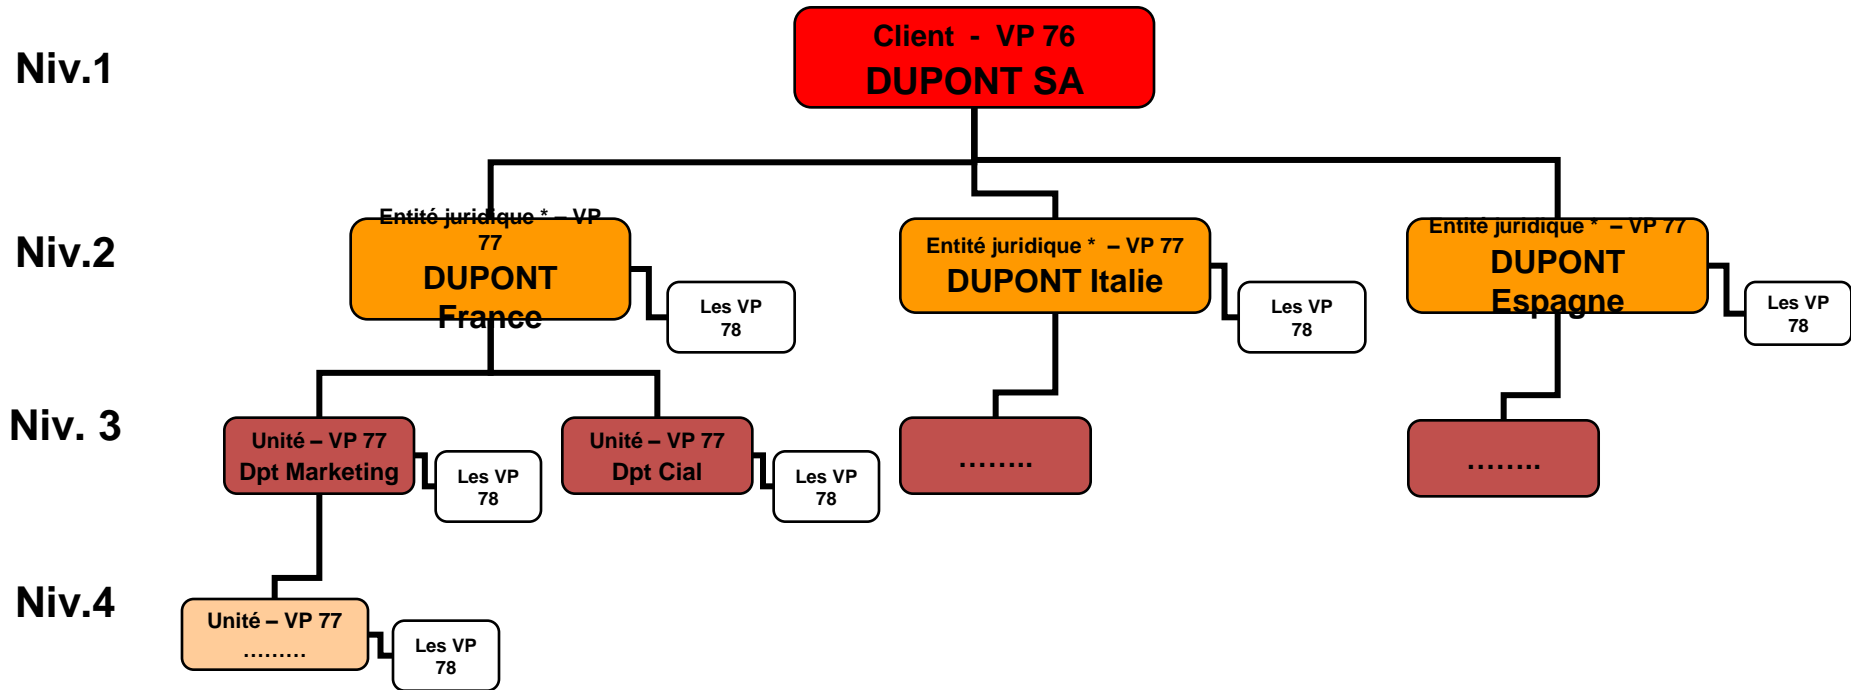 Niv.1
Client - VP 76
DUPONT SA
Niv.2
Entité juridique * – VP
77
DUPONT
France
Les VP
78
Entité juridique * – VP 77
DUPONT Italie
Les VP
78
Entité juridique * – VP 77
DUPONT
Espagne
Les VP
78
Niv. 3
Unité – VP 77
Dpt Marketing
Les VP
78
Unité – VP 77
Dpt Cial
Les VP
78
……..
……..
Niv.4
Unité – VP 77
………
Les VP
78